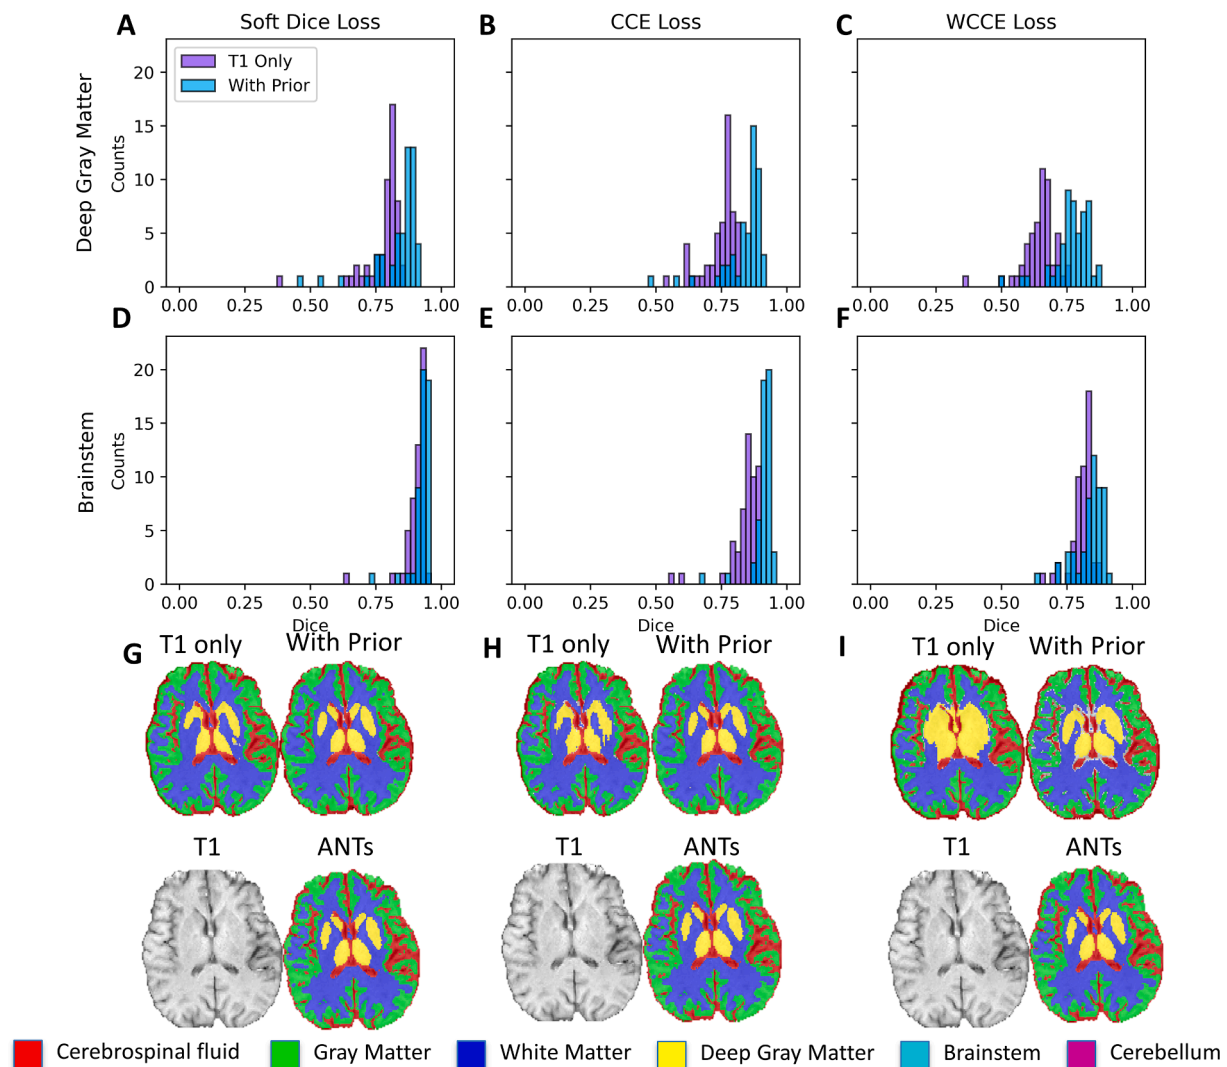 A Soft Dice Loss
B CCE Loss
C WCCE Loss
T1 Only
With Prior
Deep Gray Matter
Counts
20
15
10
5
0
0.00 0.25 0.50 0.75 1.00
0.00 0.25 0.50 0.75 1.00
0.00 0.25 0.50 0.75 1.00
D
E
F
Brainstem
Counts
20
15
10
5
0
0.00 0.25 0.50 0.75 1.00
0.00 0.25 0.50 0.75 1.00
0.00 0.25 0.50 0.75 1.00
Dice
Dice
Dice
G T1 only With Prior
H T1 only With Prior
I T1 only With Prior
T1 ANTs
T1 ANTs
T1 ANTs
Cerebrospinal fluid Gray Matter White Matter Deep Gray Matter Brainstem Cerebellum